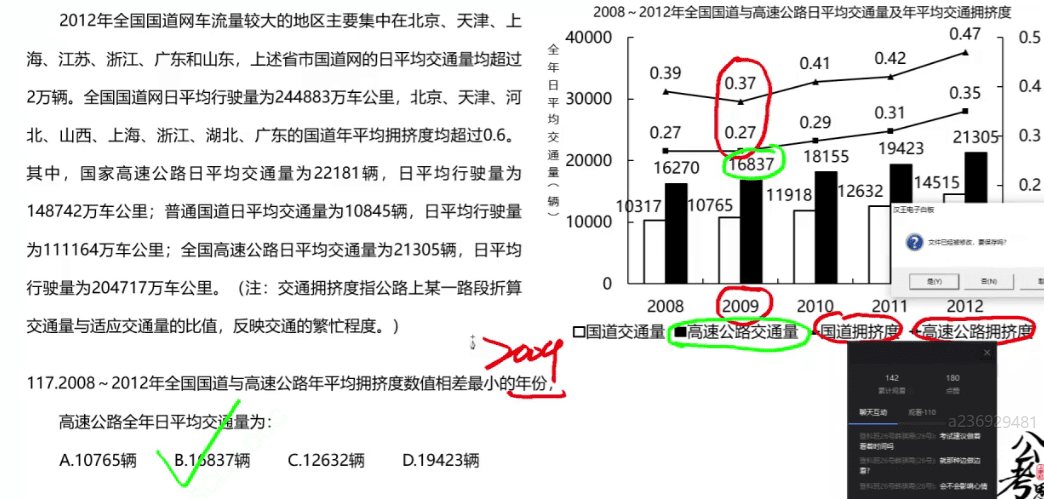 2012年全国国道网车流量较大的地区主要集中在北京、天津、上
海、江苏、浙江、广东和山东，上述省市国道网的日平均交通量均超过
2万辆。全国国道网日平均行驶量为244883万车公里，北京、天津、河
北、山西、上海、浙江、湖北、广东的国道年平均拥挤度均超过0.6。
其中，国家高速公路日平均交通量为22181辆，日平均行驶量为
148742万车公里；普通国道日平均交通量为10845辆，日平均行驶量
为111164万车公里；全国高速公路日平均交通量为21305辆，日平均
行驶量为204717万车公里。（注：交通拥挤度指公路上某一路段折算
交通量与适应交通量的比值，反映交通的繁忙程度。）
2009
117.2008～2012年全国国道与高速公路年平均拥挤度数值相差最小的年份，
高速公路全年日平均交通量为：
A.10765辆 B.16837辆 C.12632辆 D.19423辆
2008～2012年全国国道与高速公路日平均交通量及年平均交通拥挤度
全年日平均交通量（辆）
40000
30000
20000
10000
0
0.5
0.4
0.3
0.2
0.39 0.37 0.41 0.42 0.47
0.27 0.27 0.29 0.31 0.35
16270 16837 18155 19423 21305
10317 10765 11918 12632 14515
2008 2009 2010 2011 2012
国道交通量 高速公路交通量 国道拥挤度 高速公路拥挤度
汉王电子白板
文件已经被修改，要保存吗?
是(Y) 否(N)
142 180
累计观看 点赞
聊天互动 观看·110
考试建议做着
看着时间吗
就那种边做边
看?
会不会影响心情
a236929481
公考